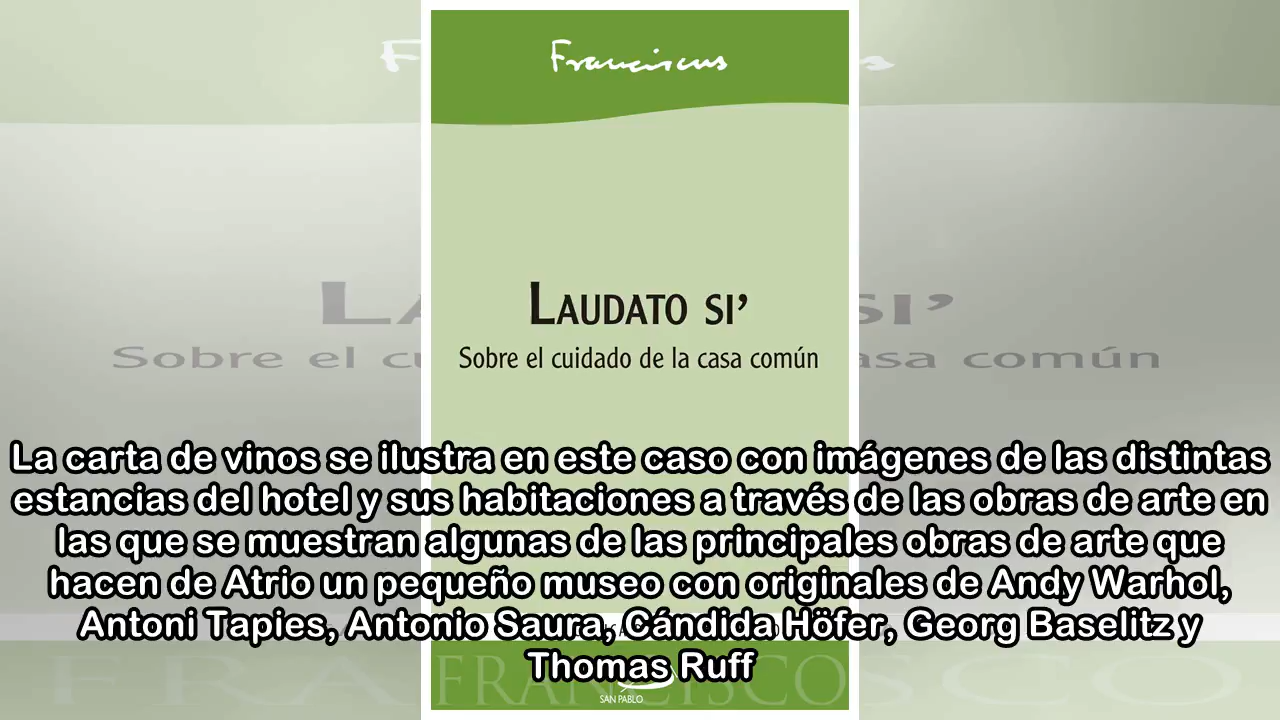 Franciscus
LAUDATO SI'
Sobre el cuidado de la casa común
La carta de vinos se ilustra en este caso con imágenes de las distintas
estancias del hotel y sus habitaciones a través de las obras de arte en
las que se muestran algunas de las principales obras de arte que
hacen de Atrio un pequeño museo con originales de Andy Warhol,
Antoni Tapies, Antonio Saura, Cándida Höfer, Georg Baselitz y
Thomas Ruff
FRANCISCO
SAN PABLO